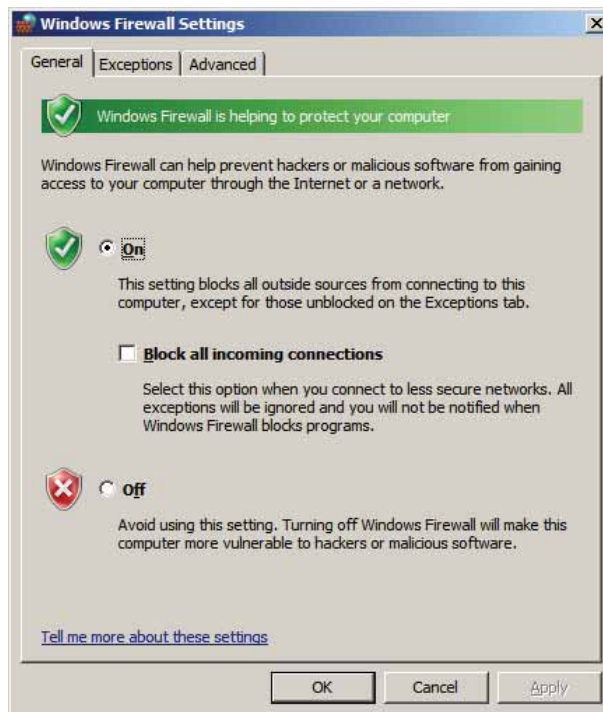 Windows Firewall Settings
General Exceptions Advanced
Windows Firewall is helping to protect your computer
Windows Firewall can help prevent hackers or malicious software from gaining
access to your computer through the Internet or a network.
On
This setting blocks all outside sources from connecting to this
computer, except for those unblocked on the Exceptions tab.
Block all incoming connections
Select this option when you connect to less secure networks. All
exceptions will be ignored and you will not be notified when
Windows Firewall blocks programs.
Off
Avoid using this setting. Turning off Windows Firewall will make this
computer more vulnerable to hackers or malicious software.
Tell me more about these settings
OK Cancel Apply